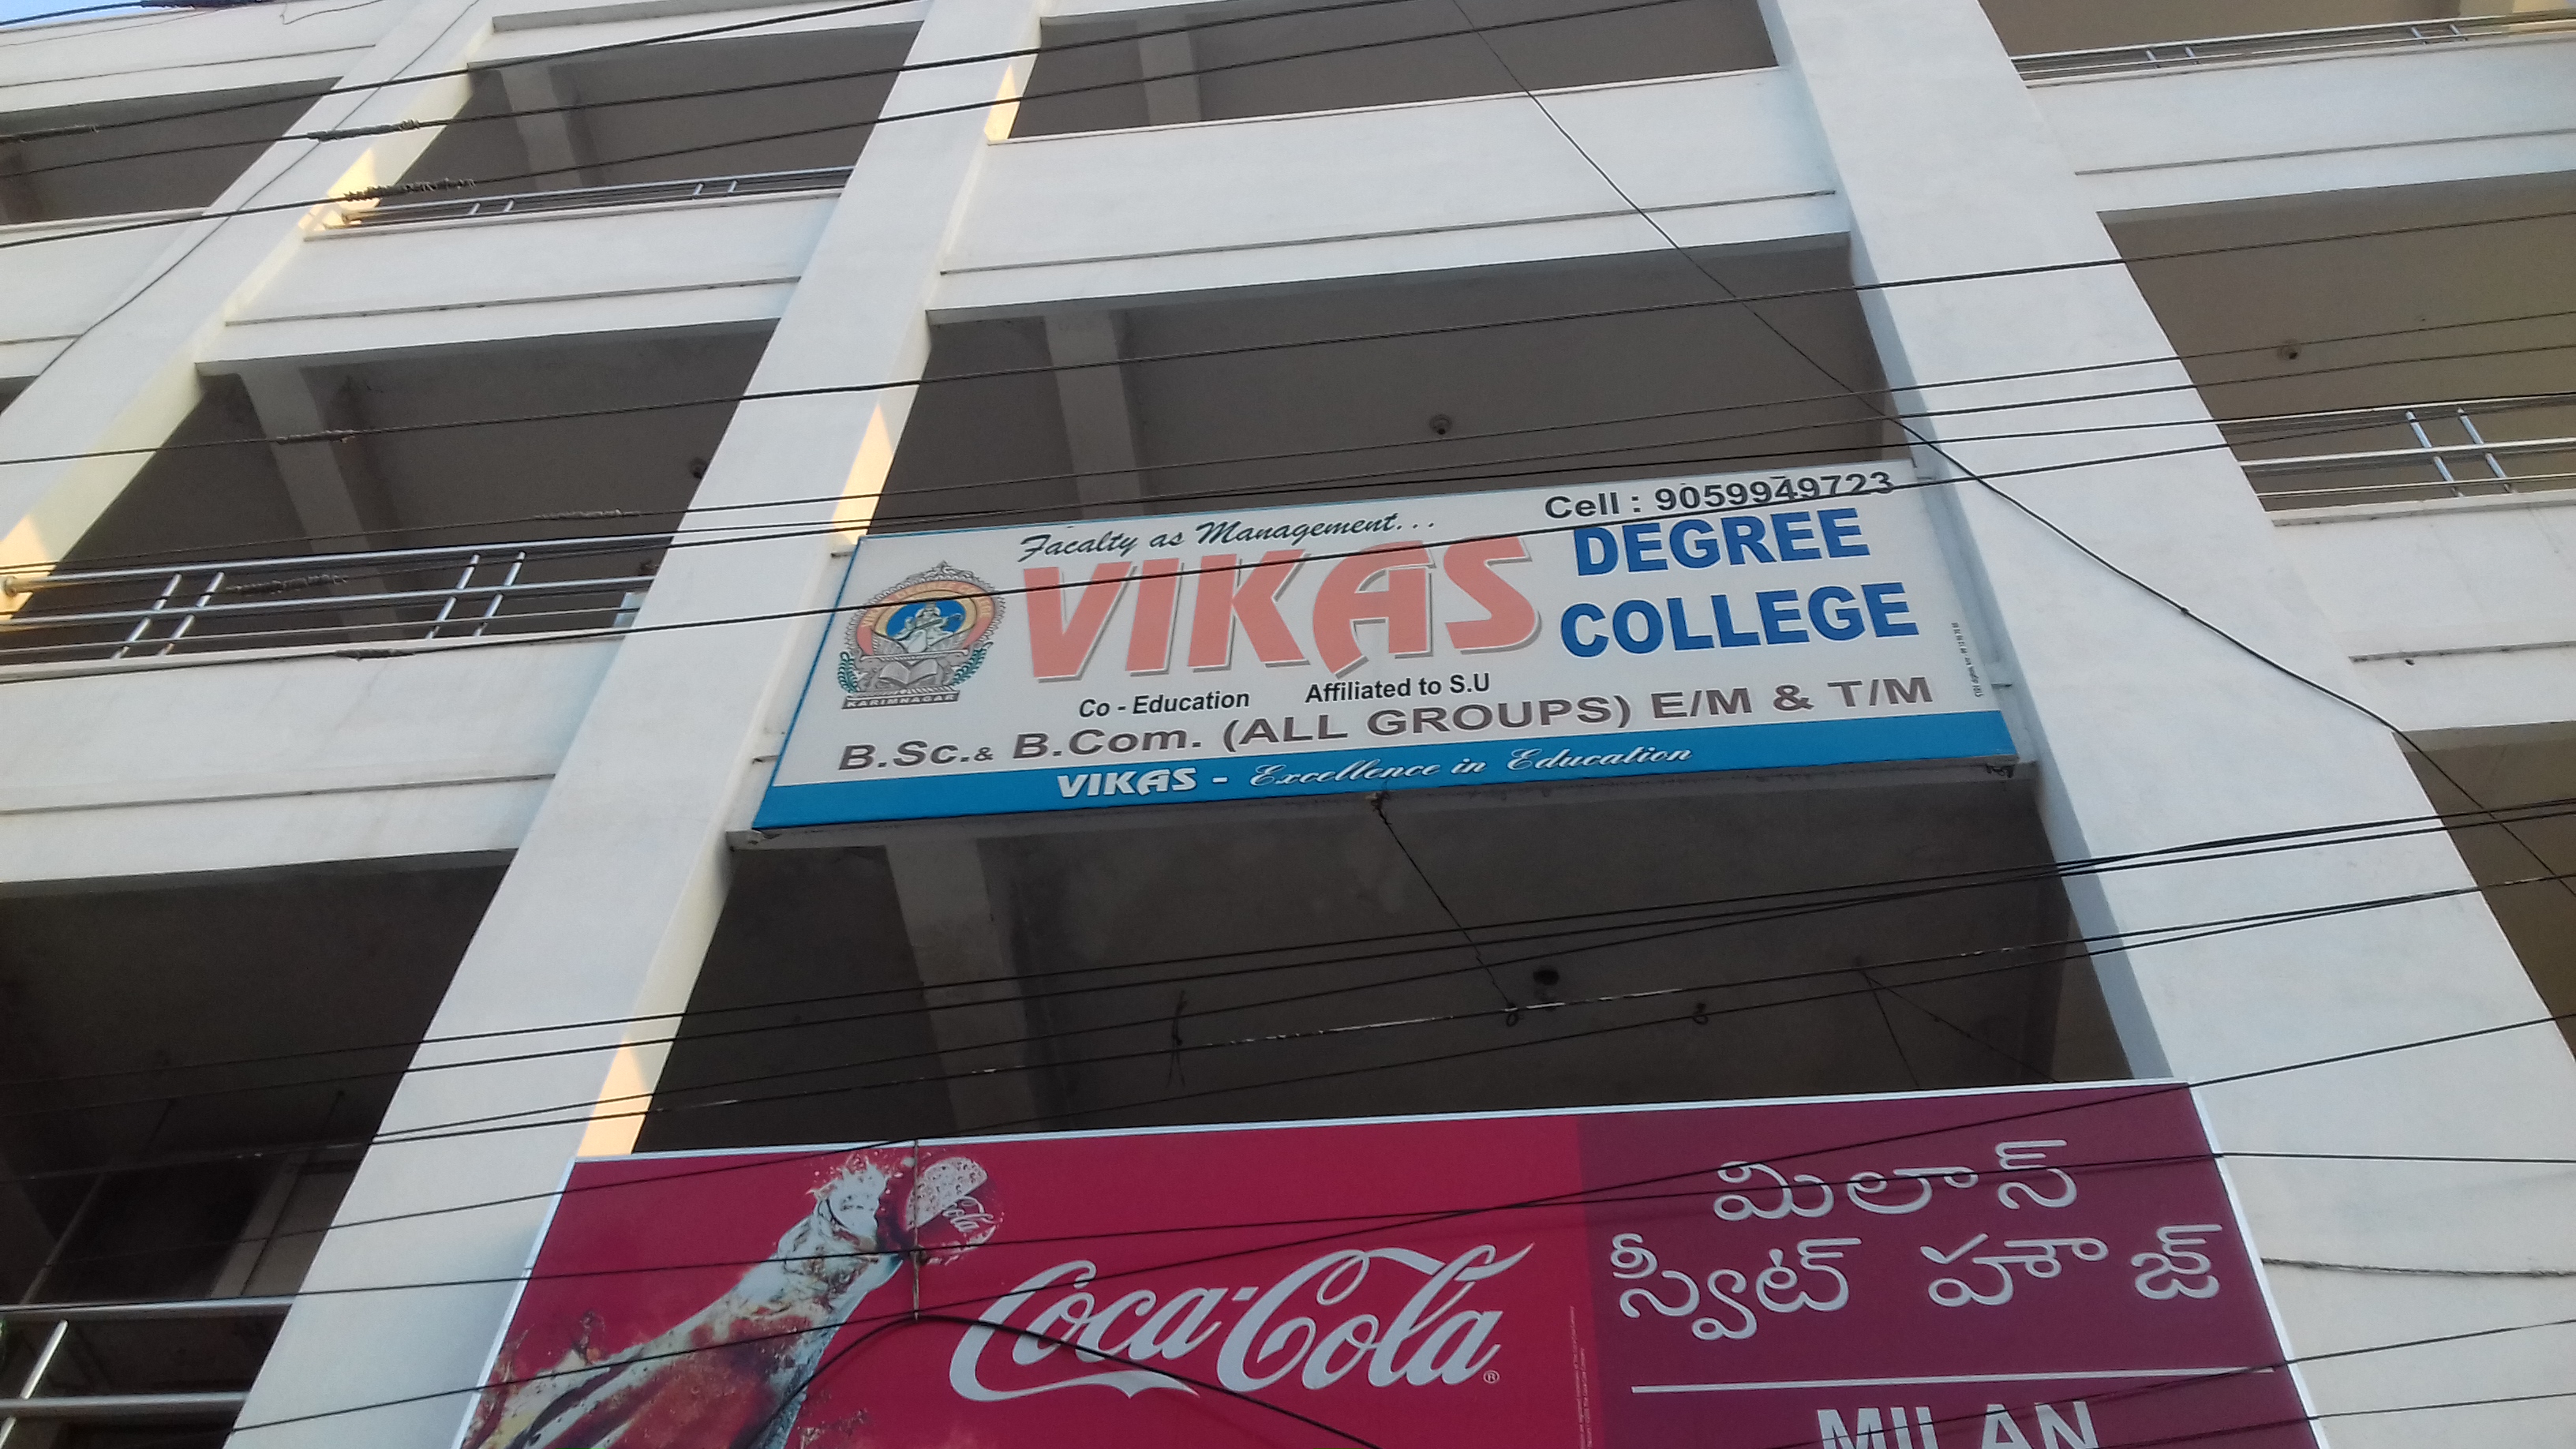 Cell : 9059949723
Facalty as Management...
VIKAS DEGREE
COLLEGE
KARIMNAGAR
Co - Education Affiliated to S.U
B.Sc.& B.Com. (ALL GROUPS) E/M & T/M
VIKAS - Excellence in Education
Cola
Coca-Cola®
మిలాన్
స్వీట్ హౌజ్
MILAN